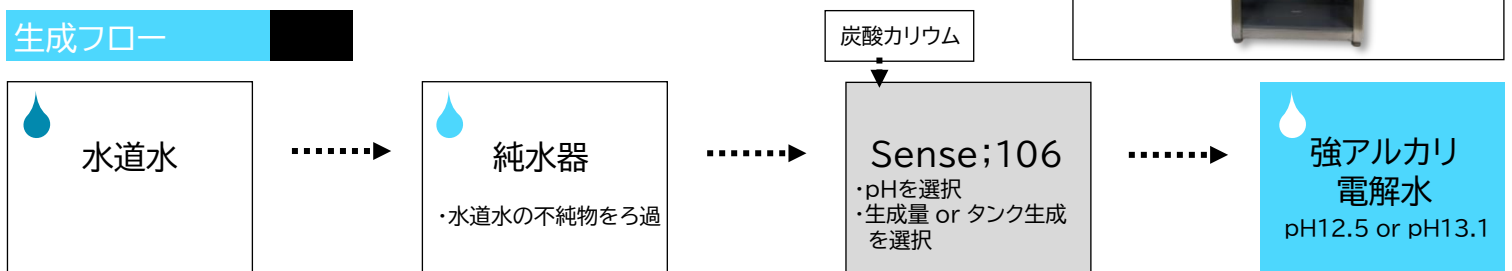 生成フロー
炭酸カリウム
水道水
純水器
・水道水の不純物をろ過
Sense;106
・pHを選択
・生成量 or タンク生成
を選択
強アルカリ
電解水
pH12.5 or pH13.1